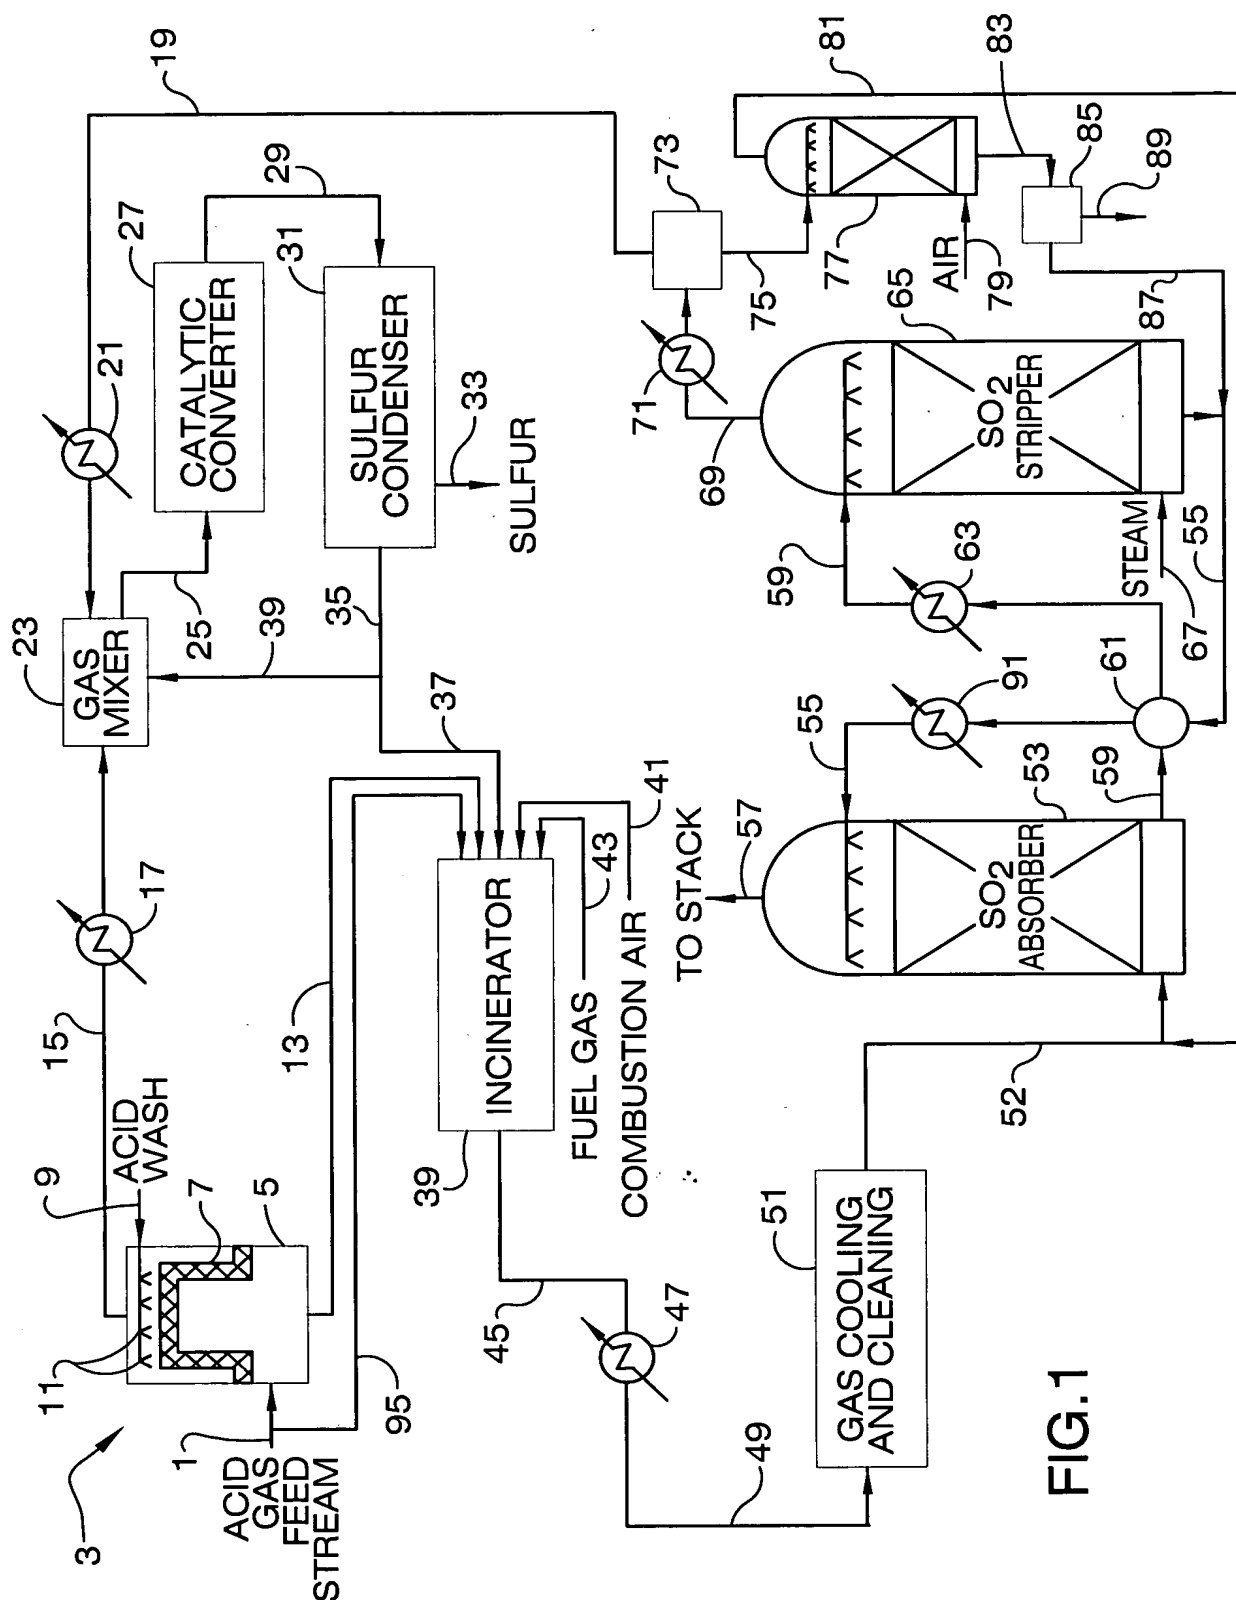 3
ACID
GAS
FEED
STREAM
1
11
9
ACID
WASH
7
5
95
13
15
17
23
GAS
MIXER
21
19
25
27
CATALYTIC
CONVERTER
29
31
SULFUR
CONDENSER
33
SULFUR
35
39
37
INCINERATOR
39
41
43
FUEL GAS
COMBUSTION AIR
45
47
49
51
GAS COOLING
AND CLEANING
52
TO STACK
57
55
SO2
ABSORBER
53
59
61
91
63
59
STEAM
67
55
SO2
STRIPPER
65
69
71
73
75
77
AIR
79
81
83
85
87
89
FIG.1